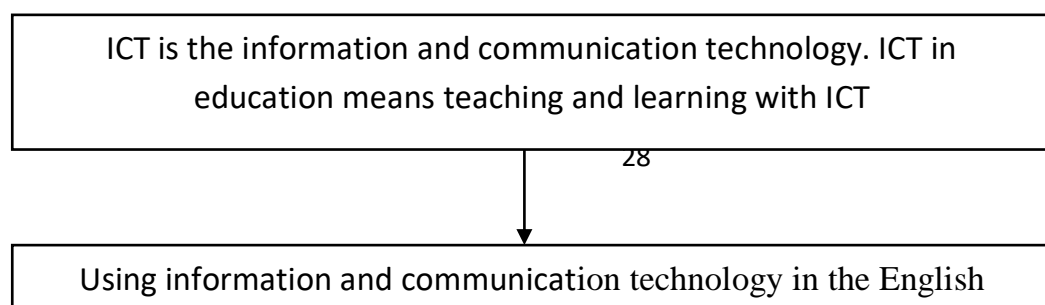 ICT is the information and communication technology. ICT in
education means teaching and learning with ICT
28
Using information and communication technology in the English